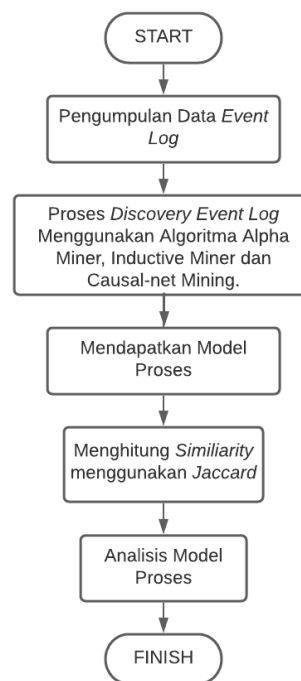 START
Pengumpulan Data Event
Log
Proses Discovery Event Log
Menggunakan Algoritma Alpha
Miner, Inductive Miner dan
Causal-net Mining.
Mendapatkan Model
Proses
Menghitung Similiarity
menggunakan Jaccard
Analisis Model
Proses
FINISH